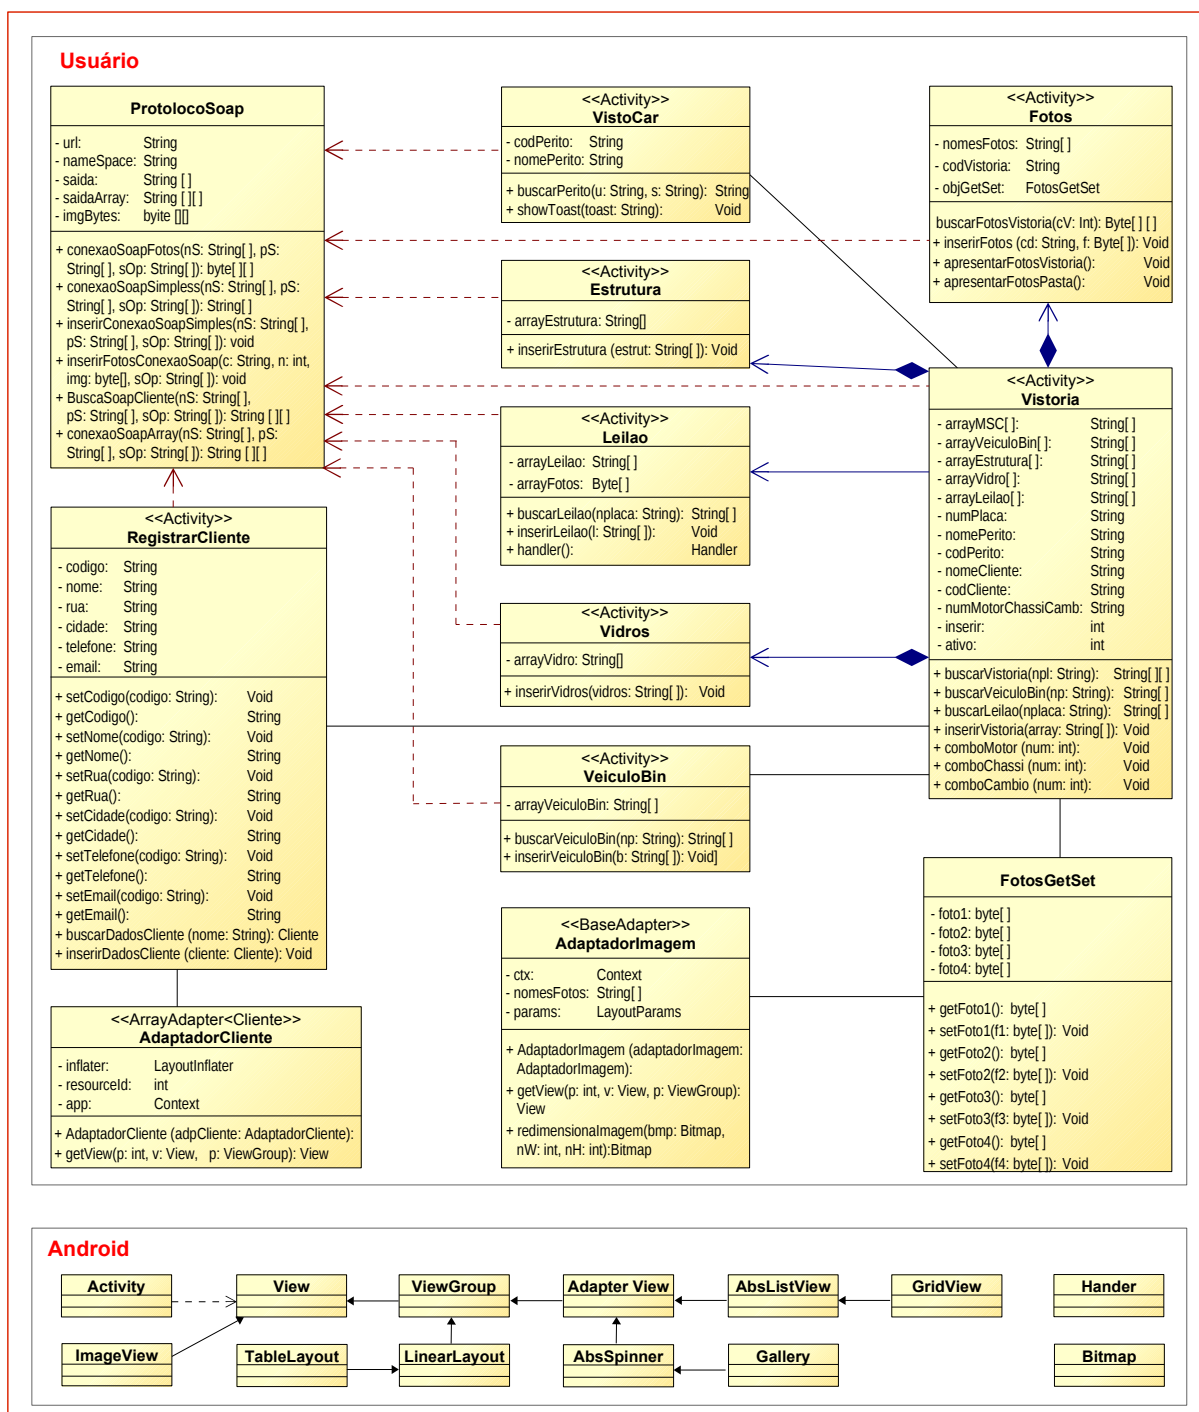 Usuário
ProtolocoSoap
- url: String
- nameSpace: String
- saida: String [ ]
- saidaArray: String [ ][ ]
- imgBytes: byite [][]
+ conexaoSoapFotos(nS: String[ ], pS:
String[ ], sOp: String[ ]): byte[ ][ ]
+ conexaoSoapSimpless(nS: String[ ], pS:
String[ ], sOp: String[ ]): String[ ]
+ inserirConexaoSoapSimples(nS: String[ ],
pS: String[ ], sOp: String[ ]): void
+ inserirFotosConexaoSoap(c: String, n: int,
img: byte[], sOp: String[ ]): void
+ BuscaSoapCliente(nS: String[ ],
pS: String[ ], sOp: String[ ]): String [ ][ ]
+ conexaoSoapArray(nS: String[ ], pS:
String[ ], sOp: String[ ]): String [ ][ ]
<<Activity>>
VistoCar
- codPerito: String
- nomePerito: String
+ buscarPerito(u: String, s: String): String
+ showToast(toast: String): Void
<<Activity>>
Fotos
- nomesFotos: String[ ]
- codVistoria: String
- objGetSet: FotosGetSet
buscarFotosVistoria(cV: Int): Byte[ ] [ ]
+ inserirFotos (cd: String, f: Byte[ ]): Void
+ apresentarFotosVistoria(): Void
+ apresentarFotosPasta(): Void
<<Activity>>
Estrutura
- arrayEstrutura: String[]
+ inserirEstrutura (estrut: String[ ]): Void
<<Activity>>
Leilao
- arrayLeilao: String[ ]
- arrayFotos: Byte[ ]
+ buscarLeilao(nplaca: String): String[ ]
+ inserirLeilao(l: String[ ]): Void
+ handler(): Handler
<<Activity>>
Vistoria
- arrayMSC[ ]: String[ ]
- arrayVeiculoBin[ ]: String[ ]
- arrayEstrutura[ ]: String[ ]
- arrayVidro[ ]: String[ ]
- arrayLeilao[ ]: String[ ]
- numPlaca: String
- nomePerito: String
- codPerito: String
- nomeCliente: String
- codCliente: String
- numMotorChassiCamb: String
- inserir: int
- ativo: int
+ buscarVistoria(npl: String): String[ ][ ]
+ buscarVeiculoBin(np: String): String[ ]
+ buscarLeilao(nplaca: String): String[ ]
+ inserirVistoria(array: String[ ]): Void
+ comboMotor (num: int): Void
+ comboChassi (num: int): Void
+ comboCambio (num: int): Void
<<Activity>>
RegistrarCliente
- codigo: String
- nome: String
- rua: String
- cidade: String
- telefone: String
- email: String
+ setCodigo(codigo: String): Void
+ getCodigo(): String
+ setNome(codigo: String): Void
+ getNome(): String
+ setRua(codigo: String): Void
+ getRua(): String
+ setCidade(codigo: String): Void
+ getCidade(): String
+ setTelefone(codigo: String): Void
+ getTelefone(): String
+ setEmail(codigo: String): Void
+ getEmail(): String
+ buscarDadosCliente (nome: String): Cliente
+ inserirDadosCliente (cliente: Cliente): Void
<<Activity>>
Vidros
- arrayVidro: String[]
+ inserirVidros(vidros: String[ ]): Void
<<Activity>>
VeiculoBin
- arrayVeiculoBin: String[ ]
+ buscarVeiculoBin(np: String): String[ ]
+ inserirVeiculoBin(b: String[ ]): Void]
<<BaseAdapter>>
AdaptadorImagem
- ctx: Context
- nomesFotos: String[ ]
- params: LayoutParams
+ AdaptadorImagem (adaptadorImagem:
AdaptadorImagem):
+ getView(p: int, v: View, p: ViewGroup):
View
+ redimensionaImagem(bmp: Bitmap,
nW: int, nH: int):Bitmap
FotosGetSet
- foto1: byte[ ]
- foto2: byte[ ]
- foto3: byte[ ]
- foto4: byte[ ]
+ getFoto1(): byte[ ]
+ setFoto1(f1: byte[ ]): Void
+ getFoto2(): byte[ ]
+ setFoto2(f2: byte[ ]): Void
+ getFoto3(): byte[ ]
+ setFoto3(f3: byte[ ]): Void
+ getFoto4(): byte[ ]
+ setFoto4(f4: byte[ ]): Void
<<ArrayAdapter<Cliente>>
AdaptadorCliente
- inflater: LayoutInflater
- resourceId: int
- app: Context
+ AdaptadorCliente (adpCliente: AdaptadorCliente):
+ getView(p: int, v: View, p: ViewGroup): View
Android
Activity
View
ViewGroup
Adapter View
AbsListView
GridView
Hander
ImageView
TableLayout
LinearLayout
AbsSpinner
Gallery
Bitmap